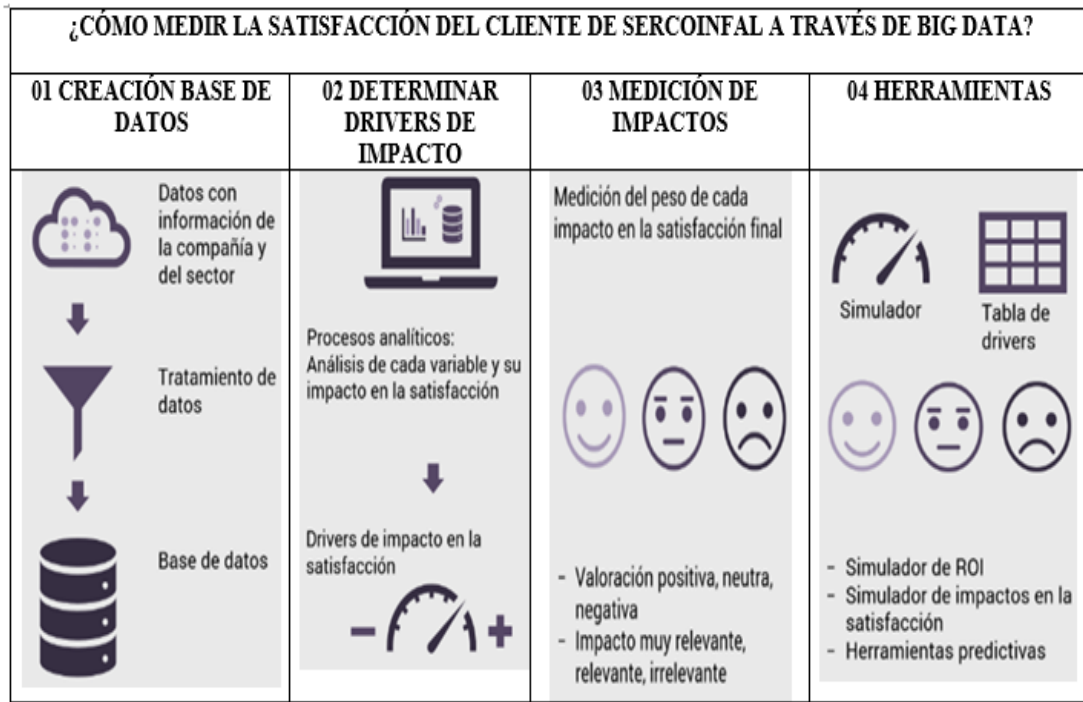 ¿CÓMO MEDIR LA SATISFACCIÓN DEL CLIENTE DE SERCOINFAL A TRAVÉS DE BIG DATA?
01 CREACIÓN BASE DE
DATOS
02 DETERMINAR
DRIVERS DE
IMPACTO
03 MEDICIÓN DE
IMPACTOS
04 HERRAMIENTAS
Datos con
información de
la compañía y
del sector
Tratamiento de
datos
Base de datos
Procesos analíticos:
Análisis de cada variable y su
impacto en la satisfacción
Drivers de impacto en la
satisfacción
Medición del peso de cada
impacto en la satisfacción final
- Valoración positiva, neutra,
negativa
- Impacto muy relevante,
relevante, irrelevante
Simulador
Tabla de
drivers
- Simulador de ROI
- Simulador de impactos en la
satisfacción
- Herramientas predictivas